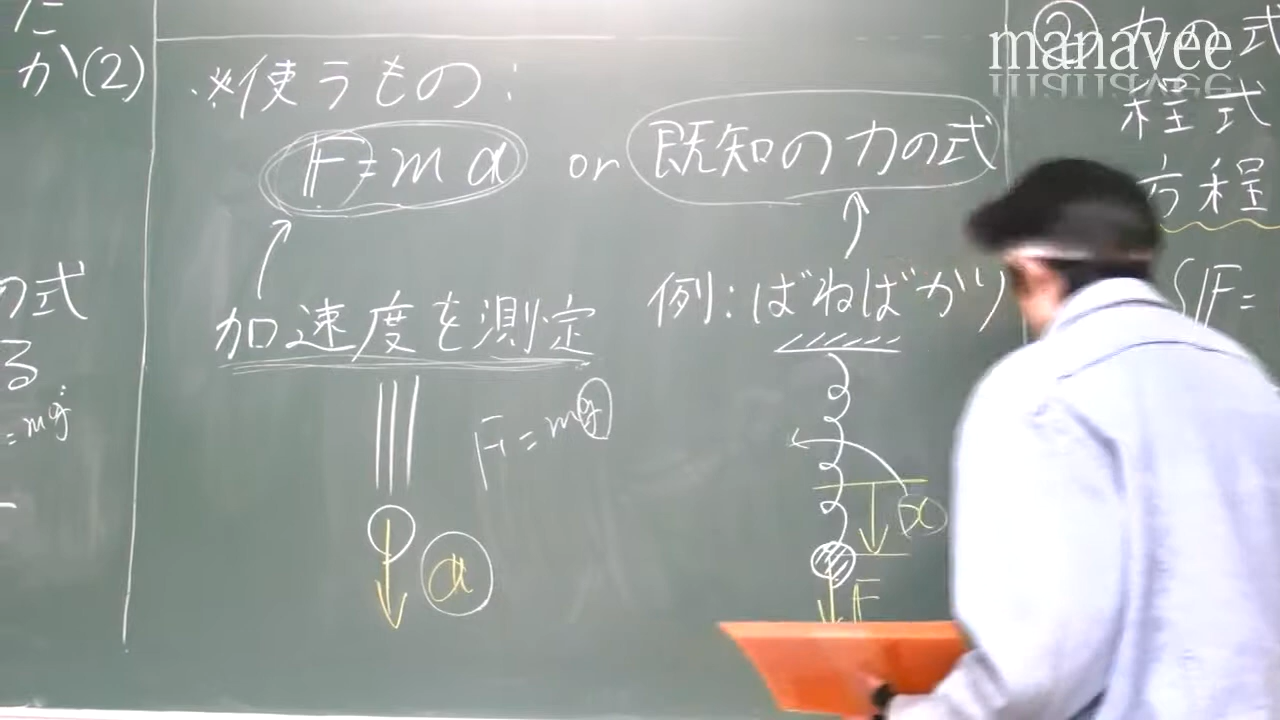 た
か(2)
の式
る
=mg
※使うもの:
F=ma or 既知の力の式
加速度を測定
F=mg
a
例:ばねばかり
x
F
manavee
② 力の式
程式
方程
F=